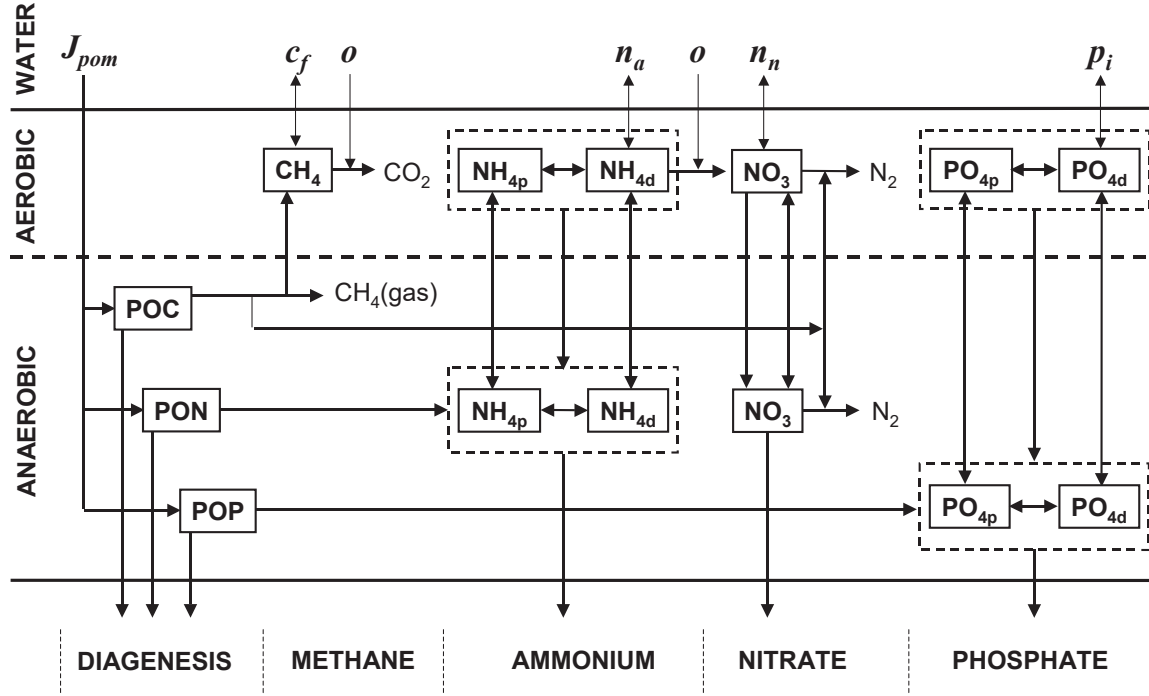 WATER
J_pom c_f o n_a o n_n p_i
AEROBIC
CH₄ CO₂ NH₄p NH₄d NO₃ N₂ PO₄p PO₄d
ANAEROBIC
POC CH₄(gas)
PON NH₄p NH₄d NO₃ N₂
POP PO₄p PO₄d
DIAGENESIS METHANE AMMONIUM NITRATE PHOSPHATE